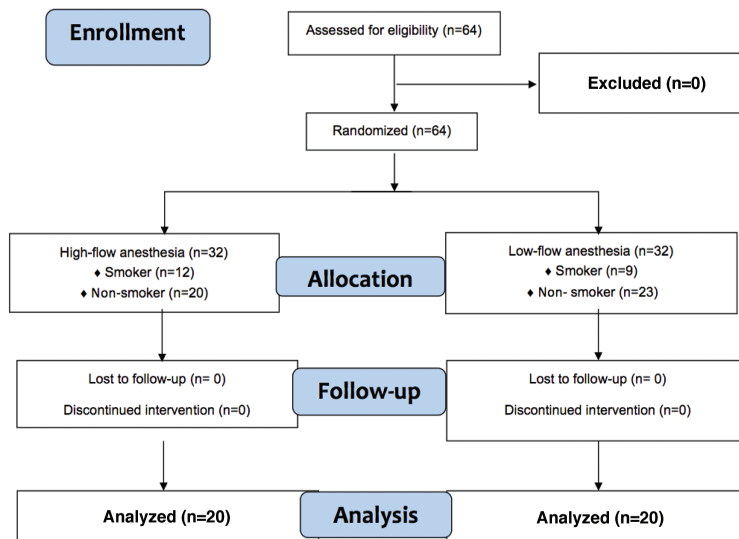 Enrollment
Assessed for eligibility (n=64)
Excluded (n=0)
Randomized (n=64)
High-flow anesthesia (n=32)
♦ Smoker (n=12)
♦ Non-smoker (n=20)
Allocation
Low-flow anesthesia (n=32)
♦ Smoker (n=9)
♦ Non- smoker (n=23)
Lost to follow-up (n= 0)
Discontinued intervention (n=0)
Follow-up
Lost to follow-up (n= 0)
Discontinued intervention (n=0)
Analyzed (n=20)
Analysis
Analyzed (n=20)